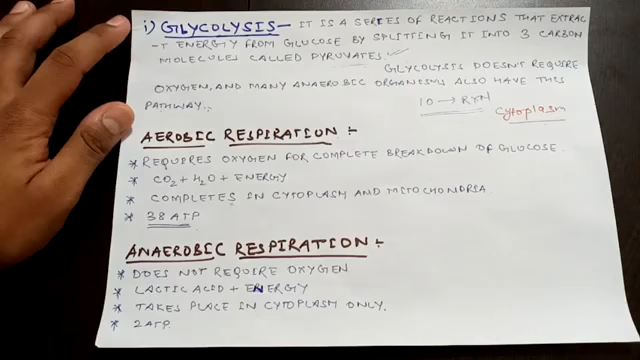 i) GLYCOLYSIS - IT IS A SERIES OF REACTIONS THAT EXTRAC
-T ENERGY FROM GLUCOSE BY SPLITTING IT INTO 3 CARBON
MOLECULES CALLED PYRUVATES.
GLYCOLYSIS DOESN'T REQUIRE
OXYGEN, AND MANY ANAEROBIC ORGANISMS ALSO HAVE THIS
PATHWAY.
10 → RXN
Cytoplasm
AEROBIC RESPIRATION :-
* REQUIRES OXYGEN FOR COMPLETE BREAKDOWN OF GLUCOSE.
* CO2 + H2O + ENERGY
* COMPLETES IN CYTOPLASM AND MITOCHONDRIA.
* 38 ATP
ANAEROBIC RESPIRATION :-
* DOES NOT REQUIRE OXYGEN
* LACTIC ACID + ENERGY
* TAKES PLACE IN CYTOPLASM ONLY.
* 2 ATP.